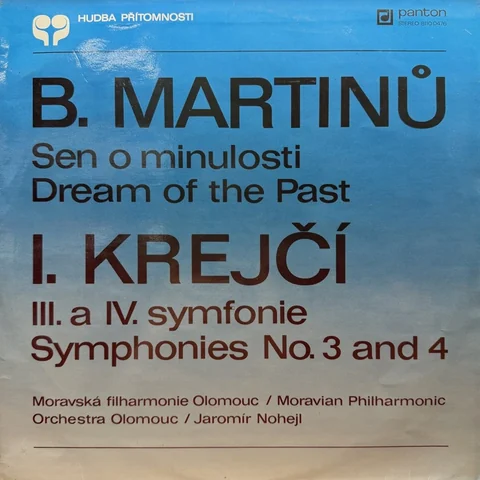 HUDBA PŘÍTOMNOSTI
panton
B. MARTINŮ
Sen o minulosti
Dream of the Past
I. KREJČÍ
III. a IV. symfonie
Symphonies No. 3 and 4
Moravská filharmonie Olomouc / Moravian Philharmonic
Orchestra Olomouc / Jaromír Nohejl